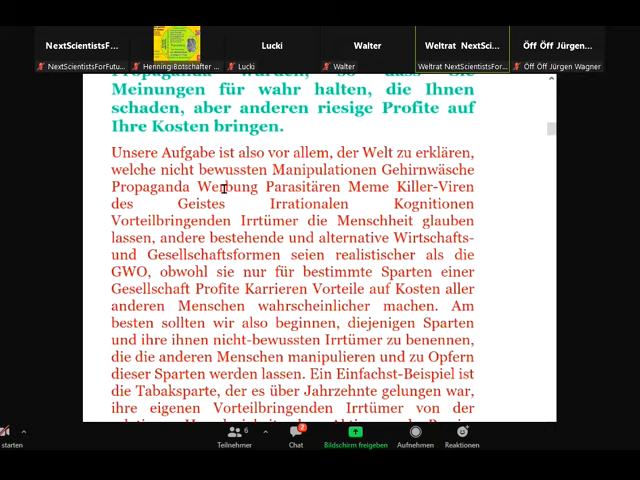 NextScientistsF... Lucki Walter Weltrat NextSci... Öff Öff Jürgen...
NextScientistsForFutu... Henning-Botschafter ... Lucki Walter Weltrat NextScientistsFor... Öff Öff Jürgen Wagner
Meinungen für wahr halten, die Ihnen
schaden, aber anderen riesige Profite auf
Ihre Kosten bringen.
Unsere Aufgabe ist also vor allem, der Welt zu erklären,
welche nicht bewussten Manipulationen Gehirnwäsche
Propaganda Werbung Parasitären Meme Killer-Viren
des Geistes Irrationalen Kognitionen
Vorteilbringenden Irrtümer die Menschheit glauben
lassen, andere bestehende und alternative Wirtschafts-
und Gesellschaftsformen seien realistischer als die
GWO, obwohl sie nur für bestimmte Sparten einer
Gesellschaft Profite Karrieren Vorteile auf Kosten aller
anderen Menschen wahrscheinlicher machen. Am
besten sollten wir also beginnen, diejenigen Sparten
und ihre ihnen nicht-bewussten Irrtümer zu benennen,
die die anderen Menschen manipulieren und zu Opfern
dieser Sparten werden lassen. Ein Einfachst-Beispiel ist
die Tabaksparte, der es über Jahrzehnte gelungen war,
ihre eigenen Vorteilbringenden Irrtümer von der
starten Teilnehmer 6 Chat 2 Bildschirm freigeben Aufnehmen Reaktionen